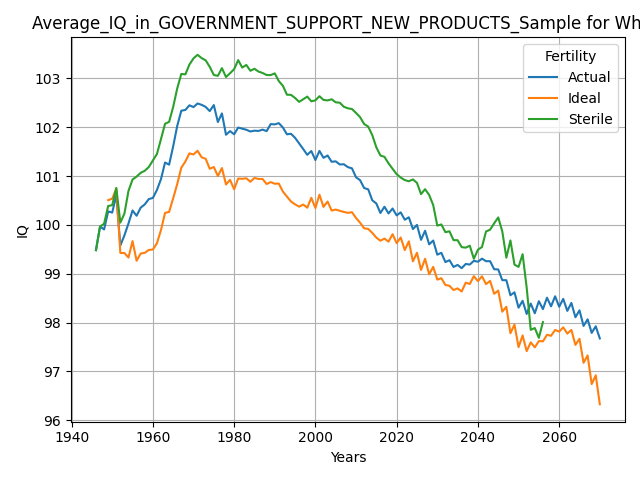 Average_IQ_in_GOVERNMENT_SUPPORT_NEW_PRODUCTS_Sample for Wh
Fertility
Actual
Ideal
Sterile
IQ
103
102
101
100
99
98
97
96
1940 1960 1980 2000 2020 2040 2060
Years